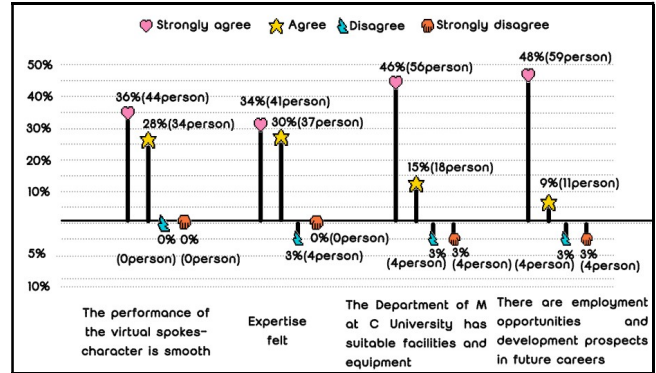 Strongly agree Agree Disagree Strongly disagree
50%
40%
30%
20%
10%
5%
10%
36%(44person)
28%(34person)
0% 0%
(0person) (0person)
34%(41person)
30%(37person)
0%(0person)
3%(4person)
46%(56person)
15%(18person)
3% 3%
(4person) (4person)
48%(59person)
9%(11person)
3% 3%
(4person) (4person)
The performance of
the virtual spokes-
character is smooth
Expertise
felt
The Department of M
at C University has
suitable facilities and
equipment
There are employment
opportunities and
development prospects
in future careers